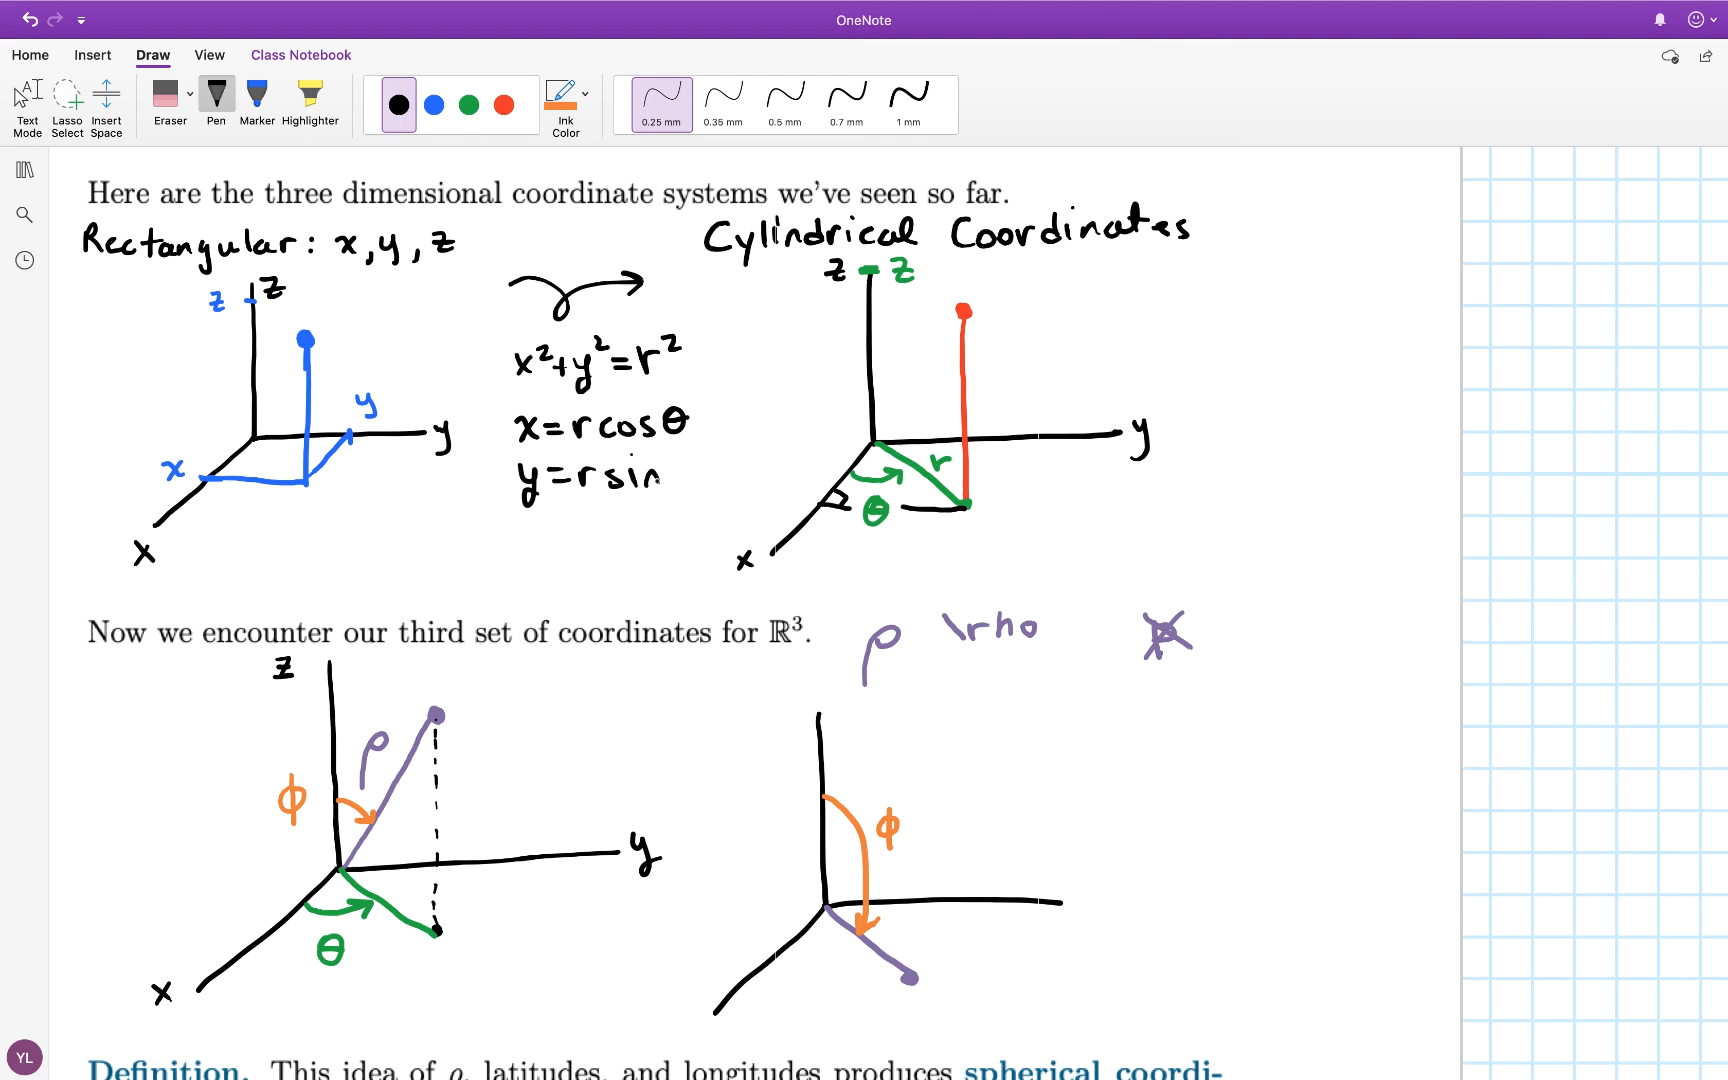 OneNote
Home Insert Draw View Class Notebook
Text Mode
Lasso Select
Insert Space
Eraser
Pen
Marker
Highlighter
Ink Color
0.25 mm 0.35 mm 0.5 mm 0.7 mm 1 mm
Here are the three dimensional coordinate systems we've seen so far.
Rectangular: x, y, z
z z
y
y
x
x
x²+y²=r²
x=r cos θ
y=r sin
Cylindrical Coordinates
z z
y
r
θ
x
Now we encounter our third set of coordinates for ℝ³.
ρ \rho
z
ρ
ϕ
y
θ
x
ϕ
YL
Definition. This idea of ρ, latitudes, and longitudes produces spherical coordi-